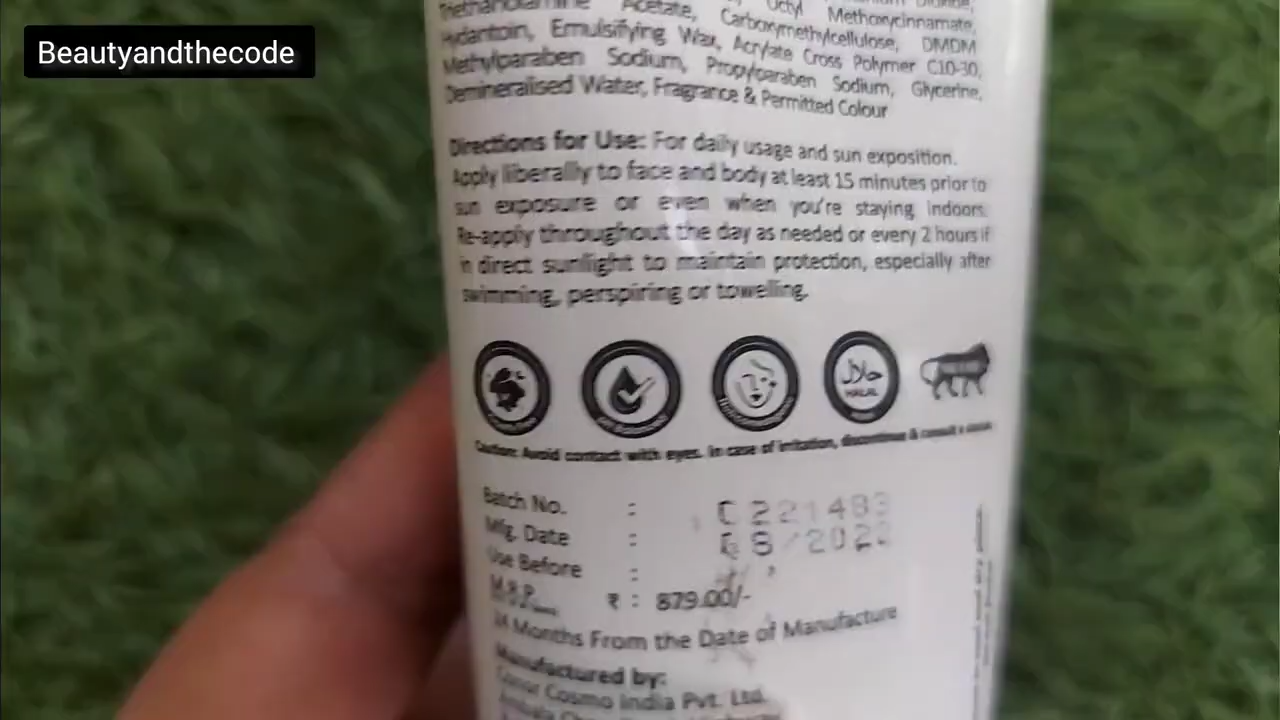 Beautyandthecode
Acetate, Octyl Methoxycinnamate,
Hydantoin, Emulsifying Wax, Carboxymethylcellulose, DMDM
Methylparaben Sodium, Acrylate Cross Polymer C10-30,
Propylparaben Sodium, Glycerine,
Demineralised Water, Fragrance & Permitted Colour
Directions for Use: For daily usage and sun exposition.
Apply liberally to face and body at least 15 minutes prior to
sun exposure or even when you're staying indoors.
Re-apply throughout the day as needed or every 2 hours if
in direct sunlight to maintain protection, especially after
swimming, perspiring or towelling.
حلال
HALAL
Caution: Avoid contact with eyes. In case of irritation, discontinue &
Batch No. : C 221483
Mfg. Date : 8/2022
Use Before :
M.R.P. ₹ : 879.00/-
24 Months From the Date of Manufacture
Manufactured by:
Cosmo India Pvt. Ltd.